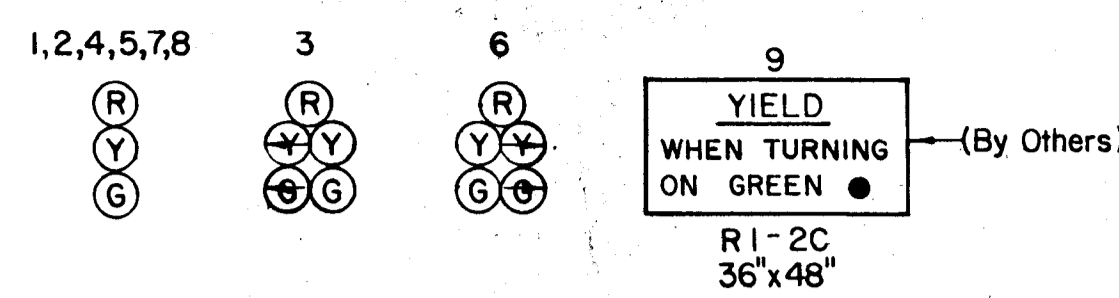 1,2,4,5,7,8
R
Y
G
3
R
Y Y
G G
6
R
Y Y
G G
9
YIELD
WHEN TURNING
ON GREEN ●
(By Others)
R1-2C
36"x48"